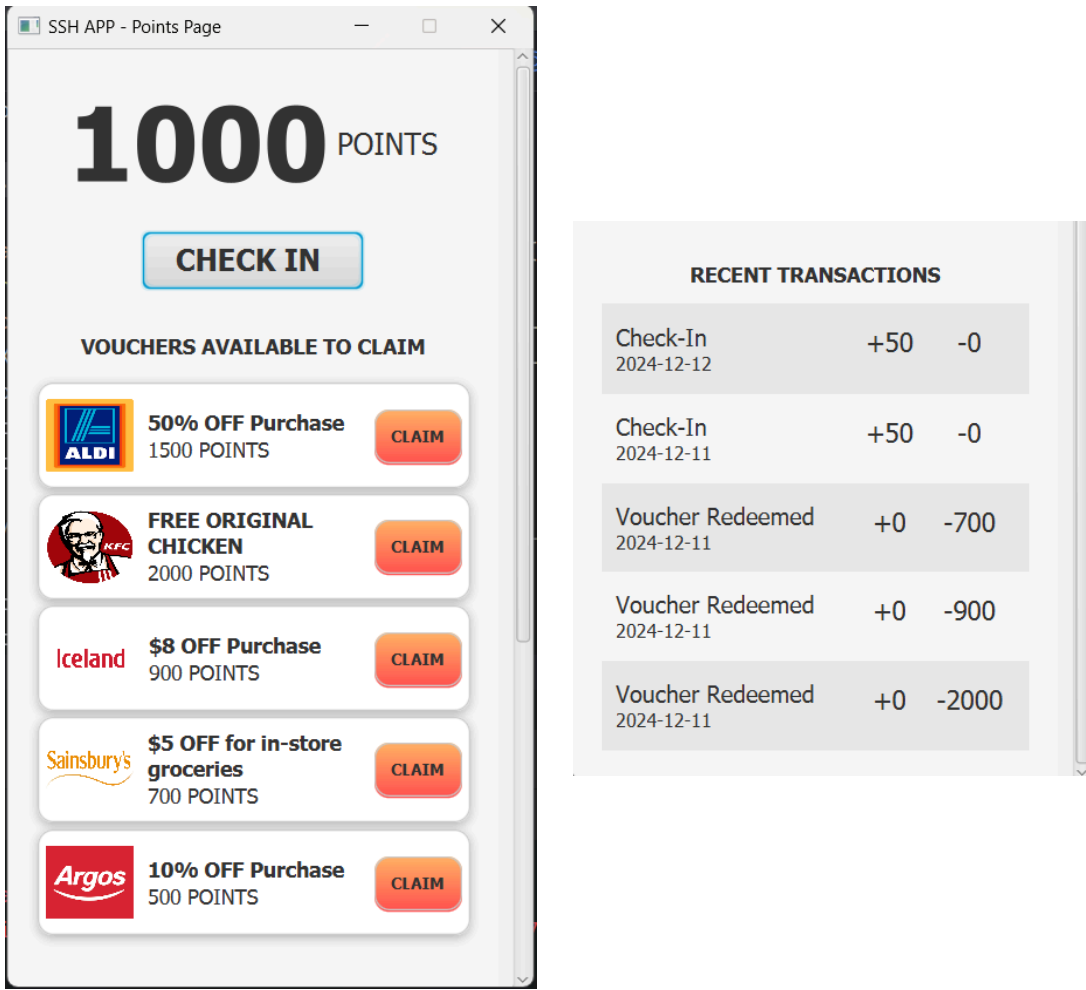 SSH APP - Points Page
1000 POINTS
CHECK IN
VOUCHERS AVAILABLE TO CLAIM
ALDI
50% OFF Purchase
1500 POINTS
CLAIM
KFC
FREE ORIGINAL
CHICKEN
2000 POINTS
CLAIM
Iceland
$8 OFF Purchase
900 POINTS
CLAIM
Sainsbury's
$5 OFF for in-store
groceries
700 POINTS
CLAIM
Argos
10% OFF Purchase
500 POINTS
CLAIM
RECENT TRANSACTIONS
Check-In +50 -0
2024-12-12
Check-In +50 -0
2024-12-11
Voucher Redeemed +0 -700
2024-12-11
Voucher Redeemed +0 -900
2024-12-11
Voucher Redeemed +0 -2000
2024-12-11